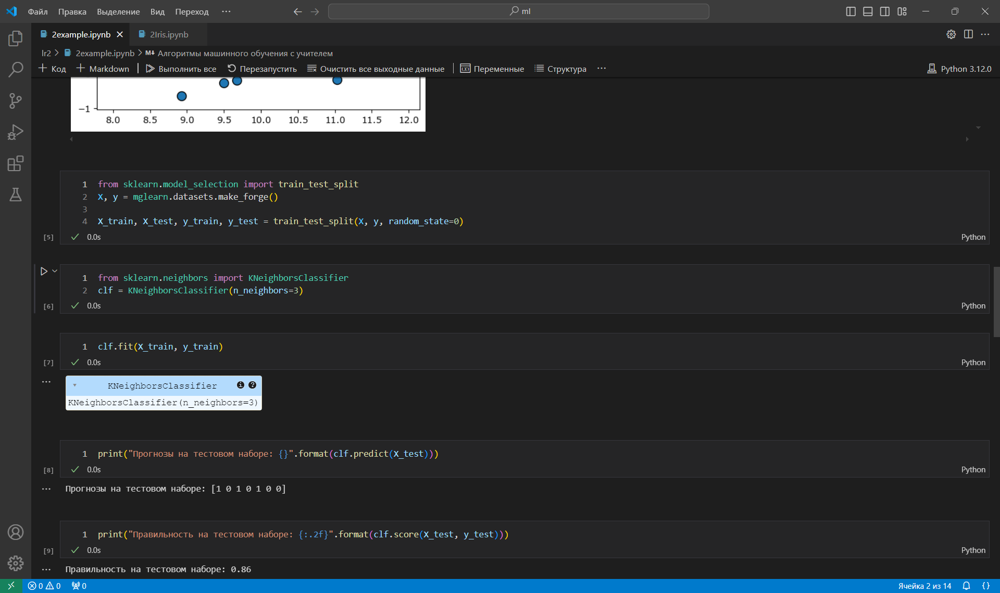 Файл Правка Выделение Вид Переход ··· ml
2example.ipynb 2Iris.ipynb
lr2 > 2example.ipynb > M↓ Алгоритмы машинного обучения с учителем
+ Код + Markdown | Выполнить все Перезапустить Очистить все выходные данные | Переменные Структура ··· Python 3.12.0
−1
8.0 8.5 9.0 9.5 10.0 10.5 11.0 11.5 12.0
1 from sklearn.model_selection import train_test_split
2 X, y = mglearn.datasets.make_forge()
3
4 X_train, X_test, y_train, y_test = train_test_split(X, y, random_state=0)
[5] 0.0s Python
1 from sklearn.neighbors import KNeighborsClassifier
2 clf = KNeighborsClassifier(n_neighbors=3)
[6] 0.0s Python
1 clf.fit(X_train, y_train)
[7] 0.0s Python
KNeighborsClassifier i ?
KNeighborsClassifier(n_neighbors=3)
1 print("Прогнозы на тестовом наборе: {}".format(clf.predict(X_test)))
[8] 0.0s Python
Прогнозы на тестовом наборе: [1 0 1 0 1 0 0]
1 print("Правильность на тестовом наборе: {:.2f}".format(clf.score(X_test, y_test)))
[9] 0.0s Python
Правильность на тестовом наборе: 0.86
0 0 0 Ячейка 2 из 14 {}